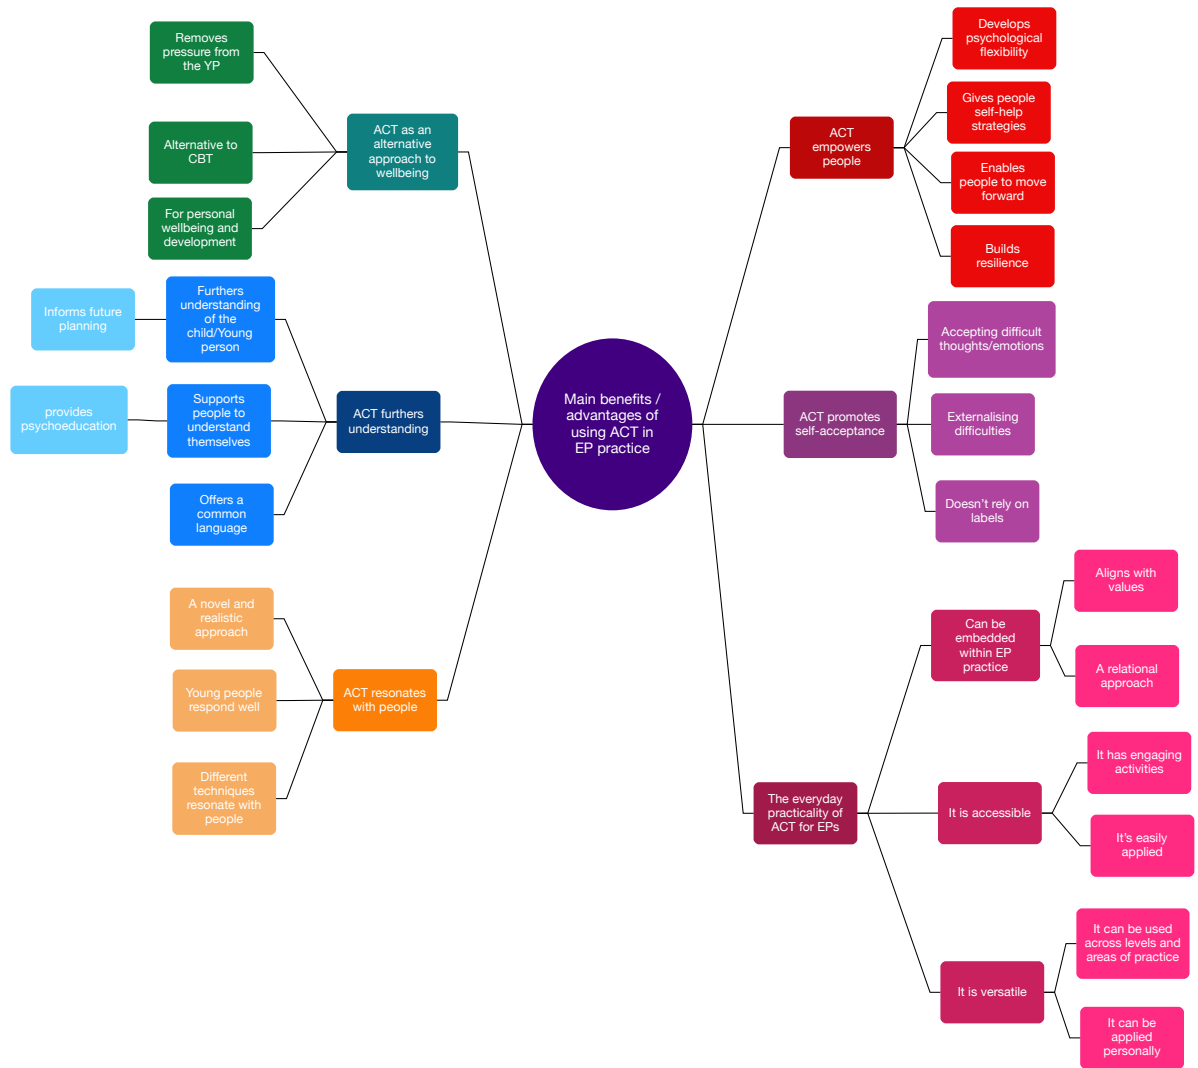 Main benefits /
advantages of
using ACT in
EP practice
ACT as an
alternative
approach to
wellbeing
Removes
pressure from
the YP
Alternative to
CBT
For personal
wellbeing and
development
ACT furthers
understanding
Furthers
understanding
of the
child/Young
person
Informs future
planning
Supports
people to
understand
themselves
provides
psychoeducation
Offers a
common
language
ACT resonates
with people
A novel and
realistic
approach
Young people
respond well
Different
techniques
resonate with
people
ACT
empowers
people
Develops
psychological
flexibility
Gives people
self-help
strategies
Enables
people to move
forward
Builds
resilience
ACT promotes
self-acceptance
Accepting difficult
thoughts/emotions
Externalising
difficulties
Doesn’t rely on
labels
The everyday
practicality of
ACT for EPs
Can be
embedded
within EP
practice
Aligns with
values
A relational
approach
It is accessible
It has engaging
activities
It’s easily
applied
It is versatile
It can be used
across levels and
areas of practice
It can be
applied
personally